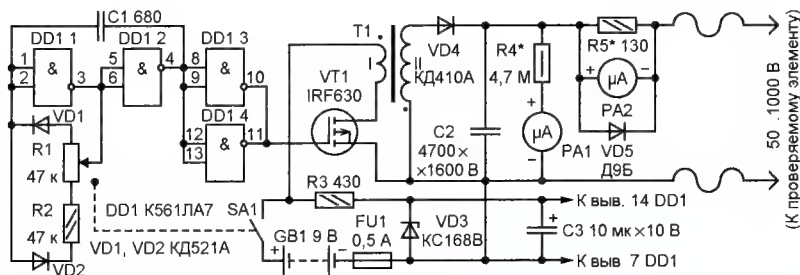 C1 680
DD1 1
DD1 2
DD1 3
DD1 4
&
&
&
&
1
2
3
5
6
4
8
9
10
12
13
11
VD1
R1
47 к
R2
47 к
VD2
DD1 К561ЛА7
VD1, VD2 КД521А
SA1
VT1
IRF630
T1
I
II
VD4
КД410А
C2
4700 ×
×1600 В
R4*
4,7 М
+
μA
−
PA1
R5* 130
+
μA
−
PA2
VD5
Д9Б
50 . 1000 В
(К проверяемому элементу)
R3 430
GB1 9 В
+
−
FU1
0,5 А
VD3
КС168В
+
C3 10 мк ×10 В
К выв. 14 DD1
К выв 7 DD1